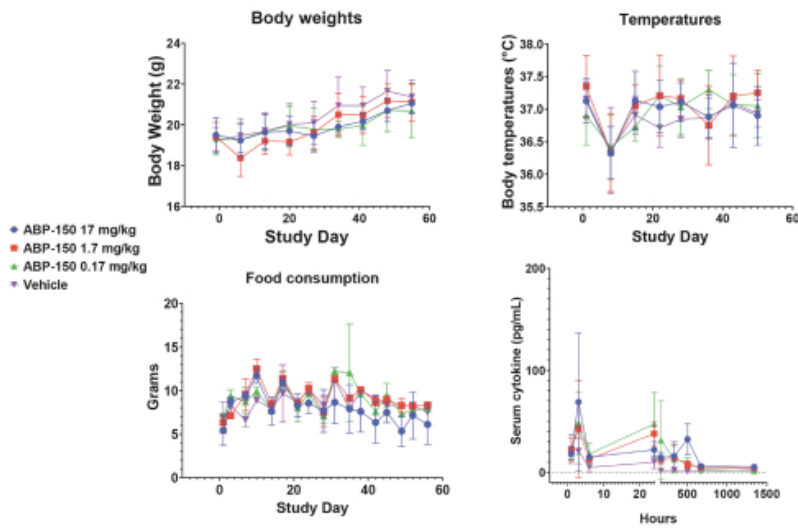 Body weights
24
22
20
18
16
Body Weight (g)
0
20
40
60
Study Day
Temperatures
38.0
37.5
37.0
36.5
36.0
35.5
Body temperatures (°C)
0
20
40
60
Study Day
ABP-150 17 mg/kg
ABP-150 1.7 mg/kg
ABP-150 0.17 mg/kg
Vehicle
Food consumption
20
15
10
5
0
Grams
0
20
40
60
Study Day
200
100
0
Serum cytokine (pg/mL)
0
10
20
500
1000
1500
Hours